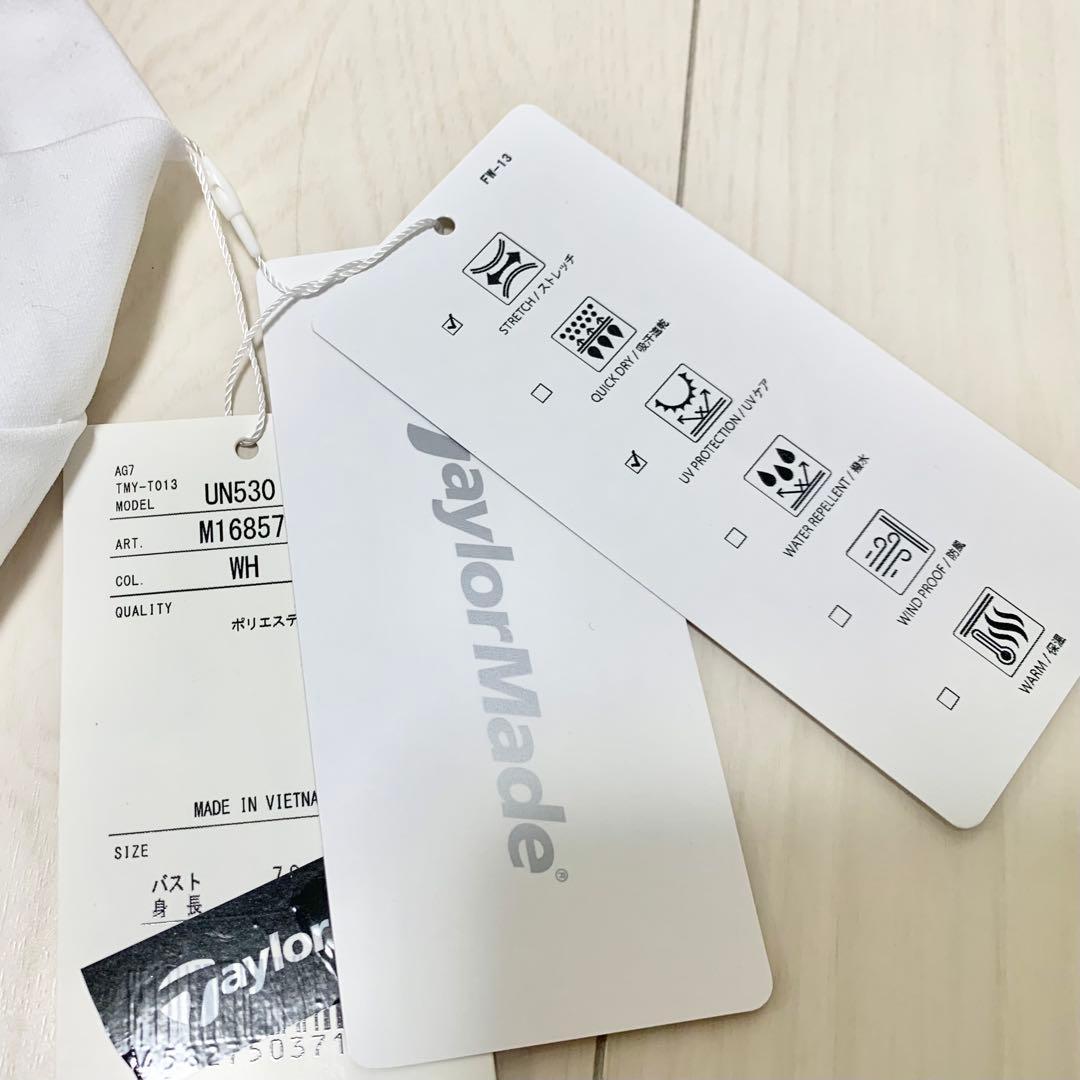 FW-13
STRETCH / ストレッチ
QUICK DRY / 吸汗速乾
UV PROTECTION / UVケア
WATER REPELLENT / 撥水
WIND PROOF / 防風
WARM / 保温
TaylorMade®
AG7
TMY-T013
MODEL UN530
ART. M16857
COL. WH
QUALITY
ポリエステ
MADE IN VIETNA
SIZE
バスト
身長
Taylor